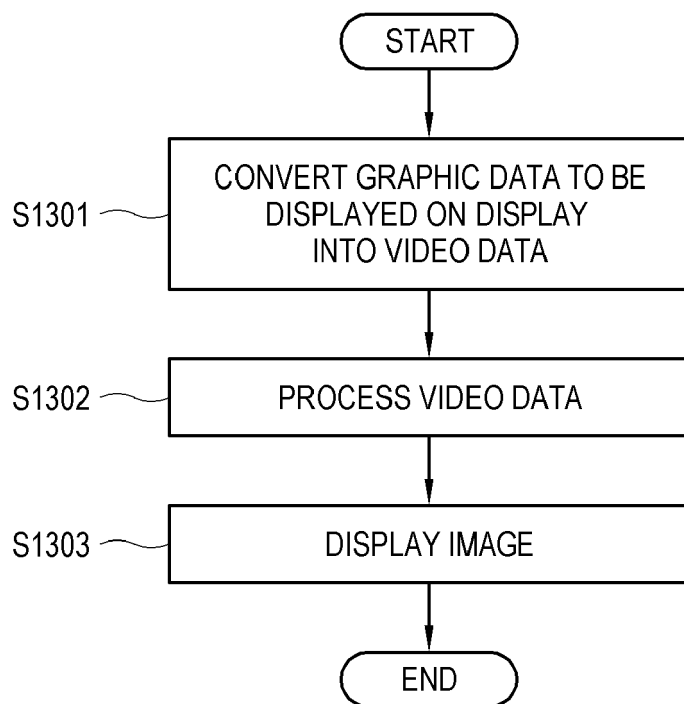 START
S1301
CONVERT GRAPHIC DATA TO BE
DISPLAYED ON DISPLAY
INTO VIDEO DATA
S1302
PROCESS VIDEO DATA
S1303
DISPLAY IMAGE
END